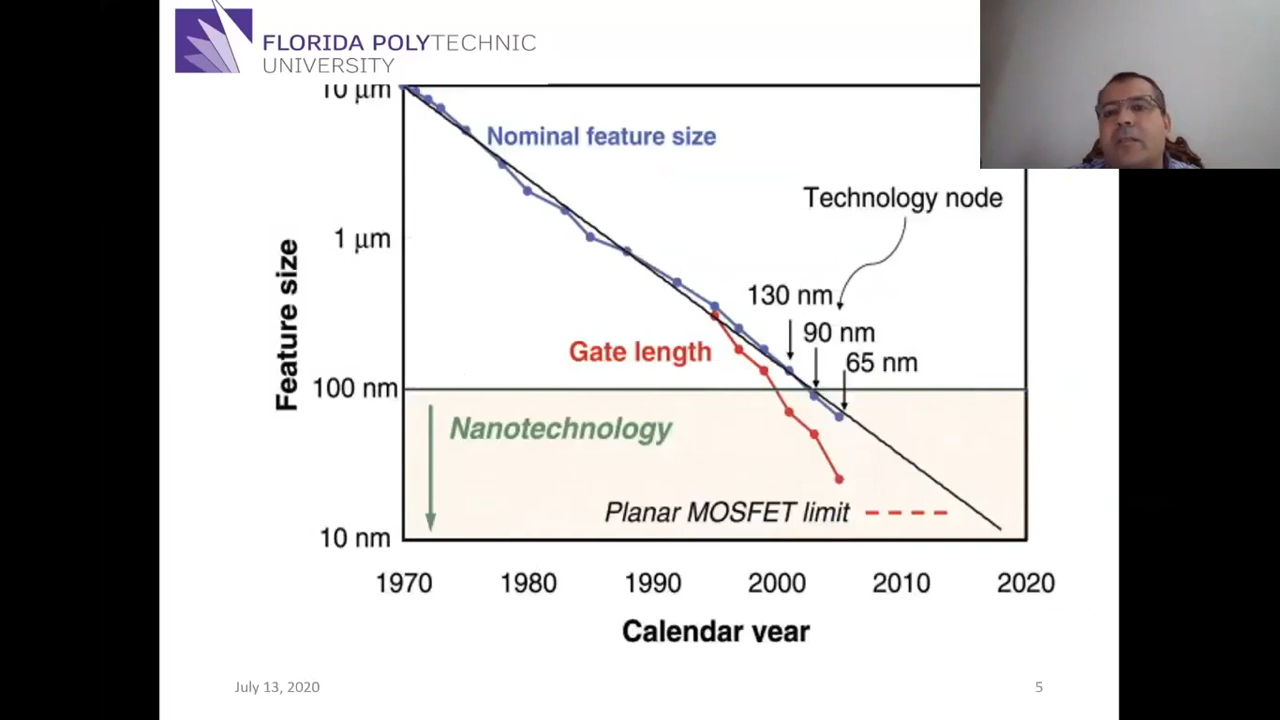 FLORIDA POLYTECHNIC
UNIVERSITY
10 μm
Nominal feature size
Technology node
1 μm
130 nm
90 nm
Gate length
65 nm
Feature size
100 nm
Nanotechnology
Planar MOSFET limit
10 nm
1970 1980 1990 2000 2010 2020
Calendar year
July 13, 2020
5